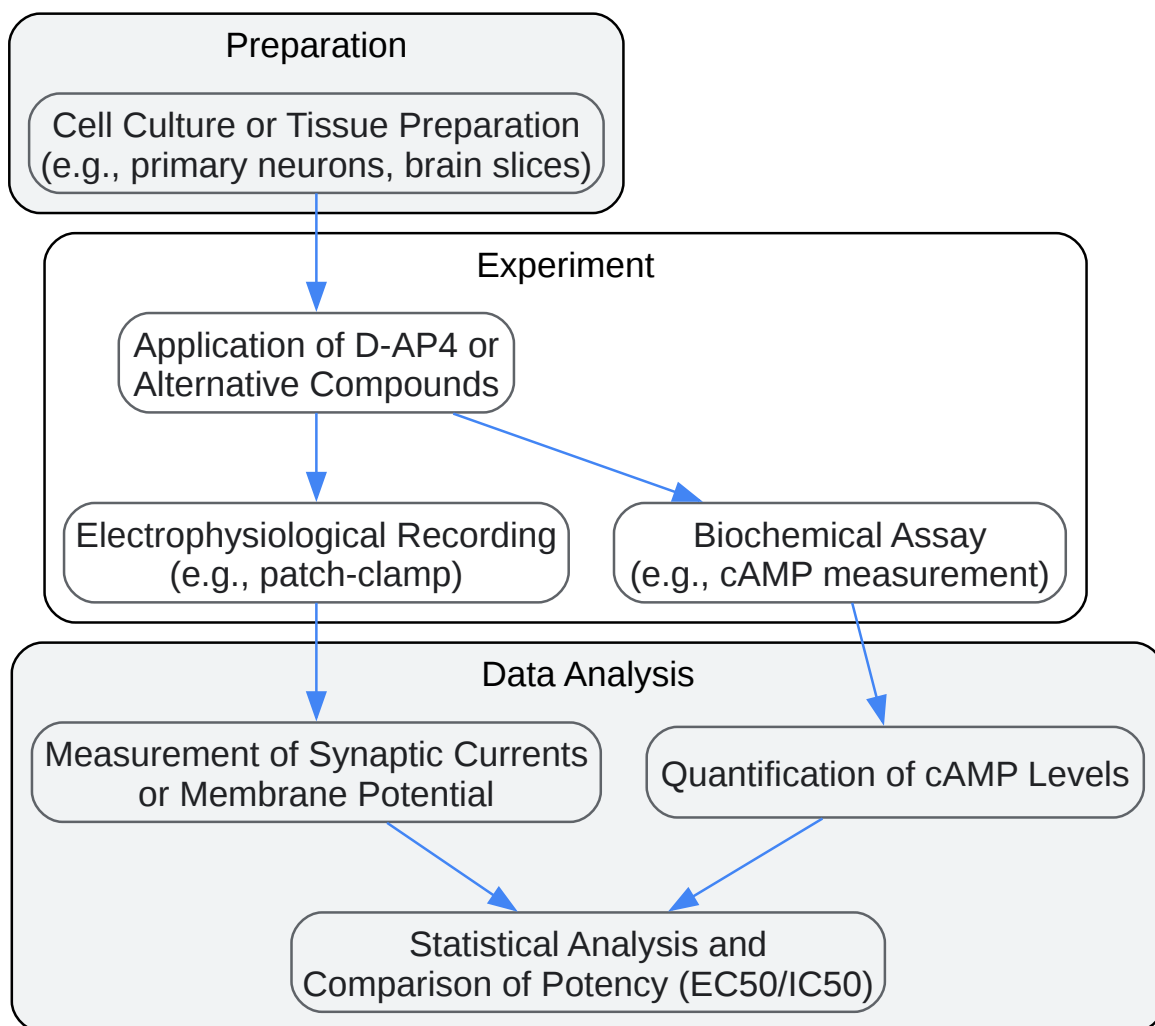 Preparation
Cell Culture or Tissue Preparation
(e.g., primary neurons, brain slices)
Experiment
Application of D-AP4 or
Alternative Compounds
Electrophysiological Recording
(e.g., patch-clamp)
Biochemical Assay
(e.g., cAMP measurement)
Data Analysis
Measurement of Synaptic Currents
or Membrane Potential
Quantification of cAMP Levels
Statistical Analysis and
Comparison of Potency (EC50/IC50)